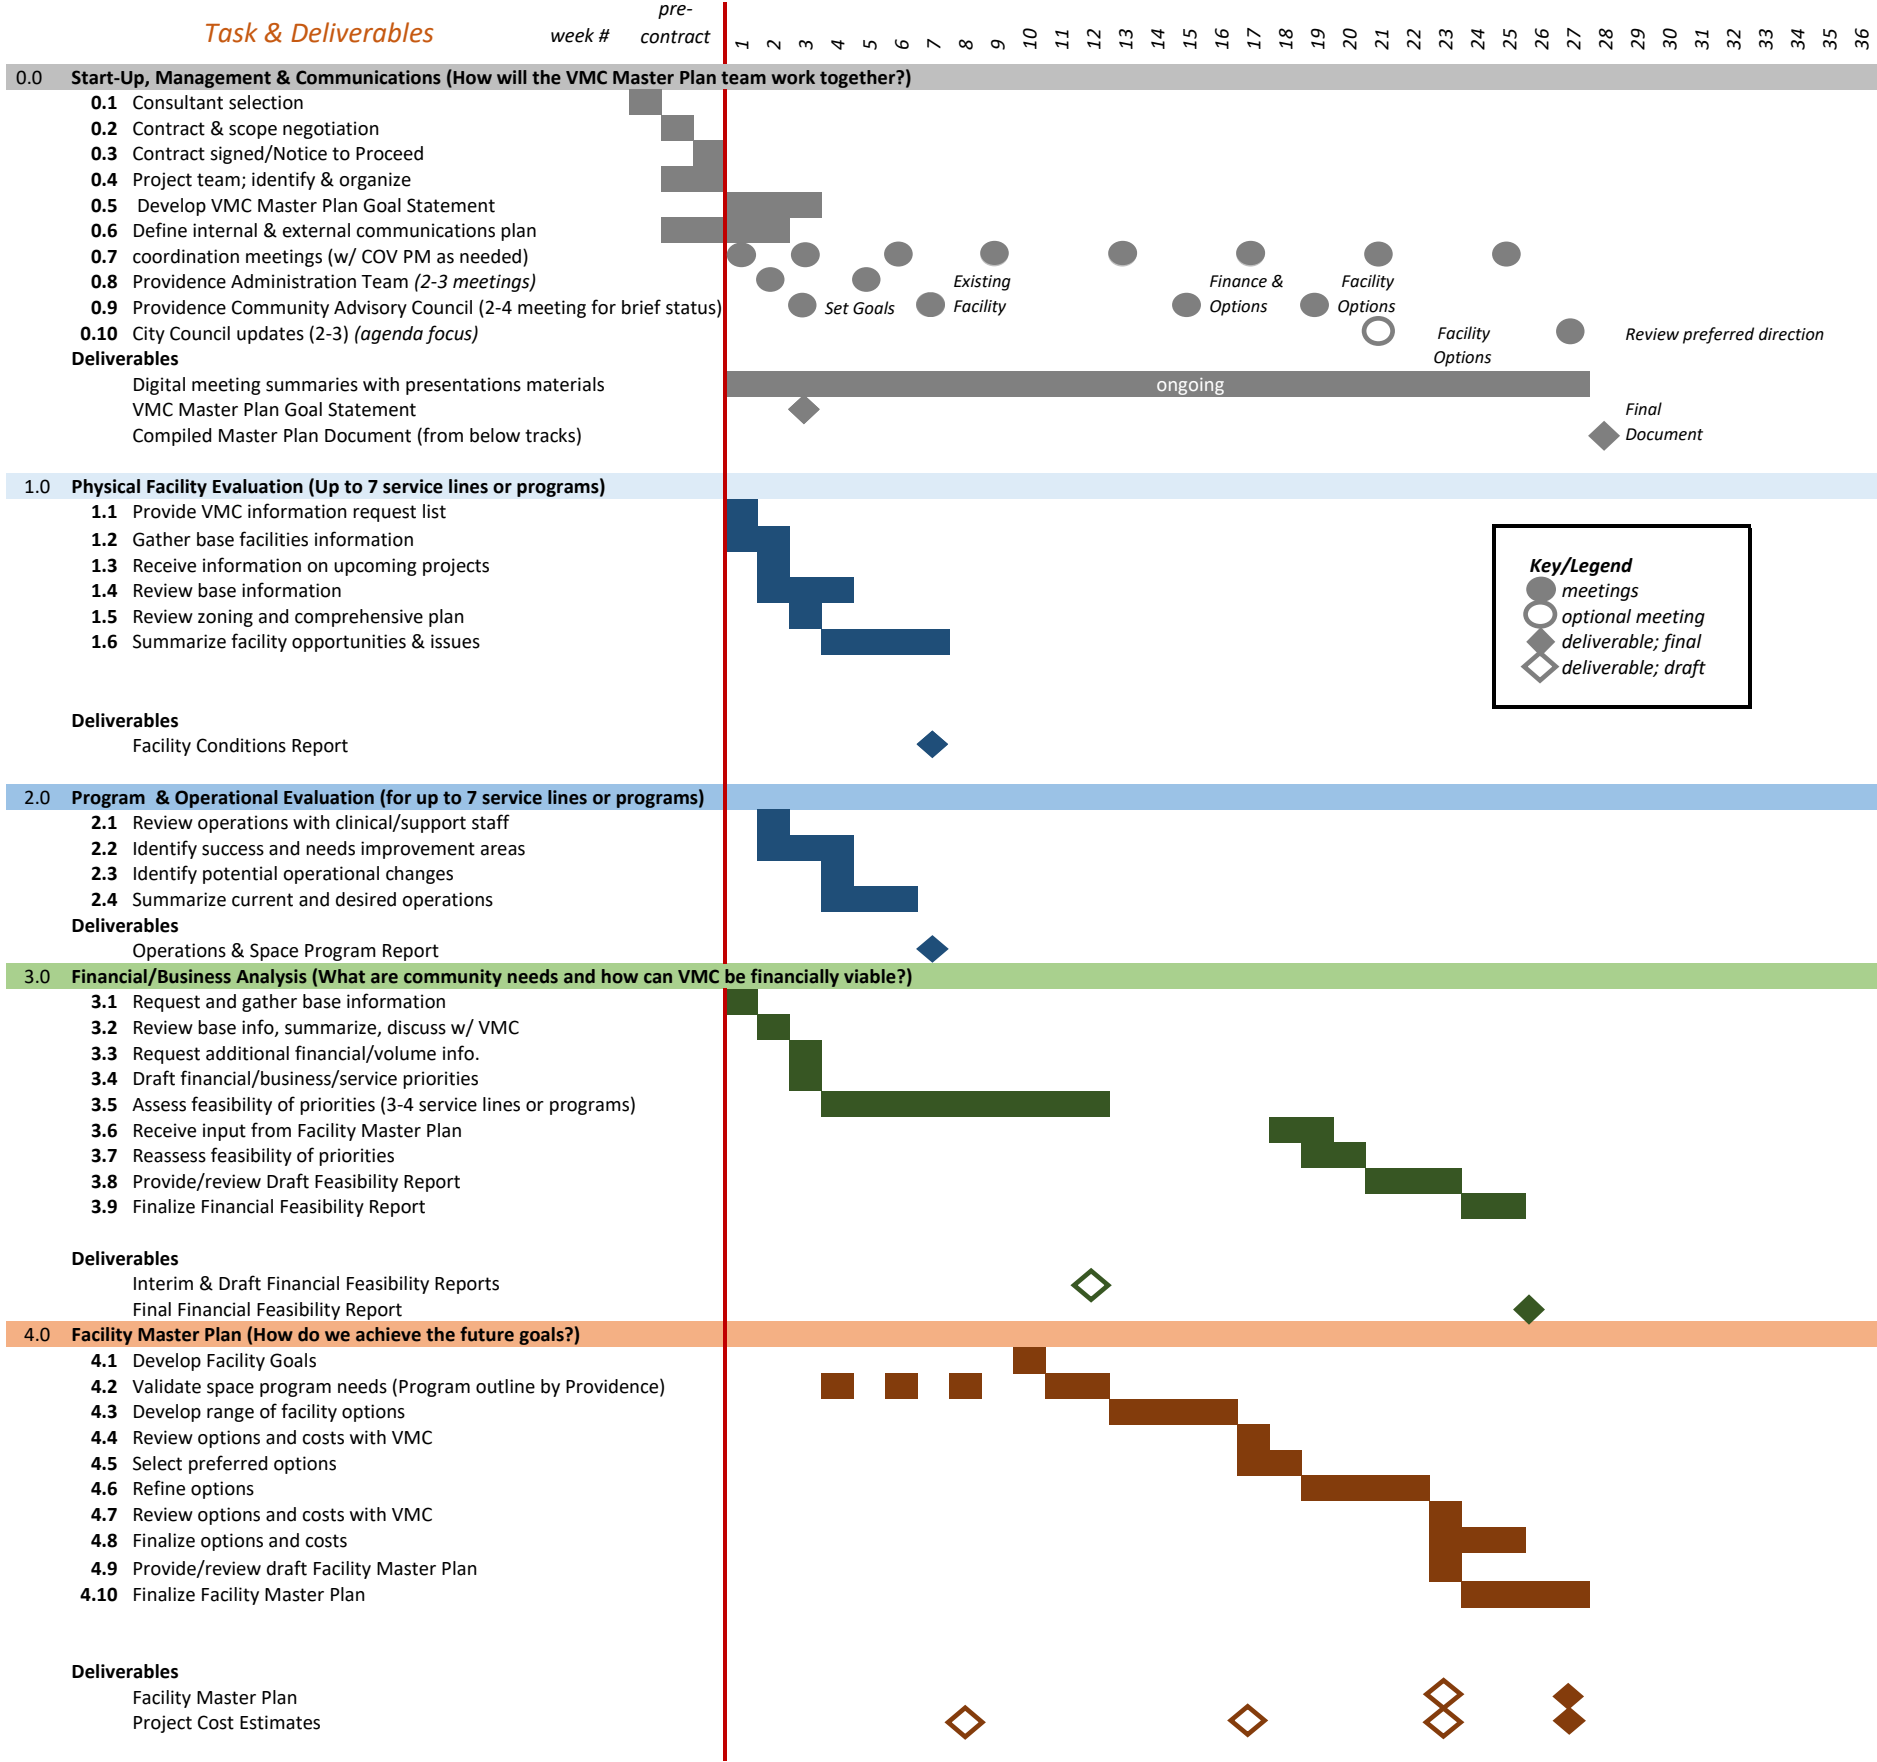 pre-
Task & Deliverables week # contract 1 2 3 4 5 6 7 8 9 10 11 12 13 14 15 16 17 18 19 20 21 22 23 24 25 26 27 28 29 30 31 32 33 34 35 36
0.0 Start-Up, Management & Communications (How will the VMC Master Plan team work together?)
0.1 Consultant selection
0.2 Contract & scope negotiation
0.3 Contract signed/Notice to Proceed
0.4 Project team; identify & organize
0.5 Develop VMC Master Plan Goal Statement
0.6 Define internal & external communications plan
0.7 coordination meetings (w/ COV PM as needed)
0.8 Providence Administration Team (2-3 meetings) Existing Finance & Facility
0.9 Providence Community Advisory Council (2-4 meeting for brief status) Set Goals Facility Options Options
0.10 City Council updates (2-3) (agenda focus) Facility Review preferred direction
Deliverables Options
Digital meeting summaries with presentations materials ongoing
VMC Master Plan Goal Statement Final
Compiled Master Plan Document (from below tracks) Document
1.0 Physical Facility Evaluation (Up to 7 service lines or programs)
1.1 Provide VMC information request list
1.2 Gather base facilities information
1.3 Receive information on upcoming projects Key/Legend
1.4 Review base information meetings
1.5 Review zoning and comprehensive plan optional meeting
1.6 Summarize facility opportunities & issues deliverable; final
deliverable; draft
Deliverables
Facility Conditions Report
2.0 Program & Operational Evaluation (for up to 7 service lines or programs)
2.1 Review operations with clinical/support staff
2.2 Identify success and needs improvement areas
2.3 Identify potential operational changes
2.4 Summarize current and desired operations
Deliverables
Operations & Space Program Report
3.0 Financial/Business Analysis (What are community needs and how can VMC be financially viable?)
3.1 Request and gather base information
3.2 Review base info, summarize, discuss w/ VMC
3.3 Request additional financial/volume info.
3.4 Draft financial/business/service priorities
3.5 Assess feasibility of priorities (3-4 service lines or programs)
3.6 Receive input from Facility Master Plan
3.7 Reassess feasibility of priorities
3.8 Provide/review Draft Feasibility Report
3.9 Finalize Financial Feasibility Report
Deliverables
Interim & Draft Financial Feasibility Reports
Final Financial Feasibility Report
4.0 Facility Master Plan (How do we achieve the future goals?)
4.1 Develop Facility Goals
4.2 Validate space program needs (Program outline by Providence)
4.3 Develop range of facility options
4.4 Review options and costs with VMC
4.5 Select preferred options
4.6 Refine options
4.7 Review options and costs with VMC
4.8 Finalize options and costs
4.9 Provide/review draft Facility Master Plan
4.10 Finalize Facility Master Plan
Deliverables
Facility Master Plan
Project Cost Estimates